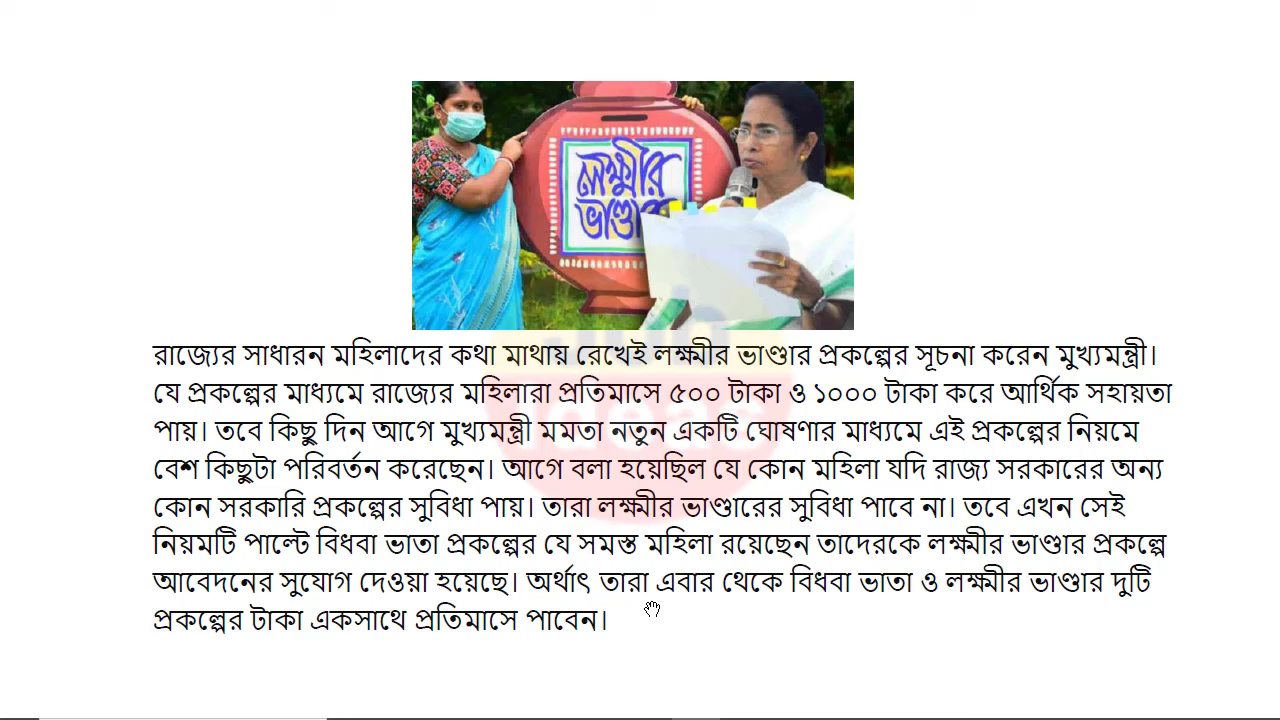 লক্ষ্মীর
ভাণ্ডার
রাজ্যের সাধারন মহিলাদের কথা মাথায় রেখেই লক্ষ্মীর ভাণ্ডার প্রকল্পের সূচনা করেন মুখ্যমন্ত্রী।
যে প্রকল্পের মাধ্যমে রাজ্যের মহিলারা প্রতিমাসে ৫০০ টাকা ও ১০০০ টাকা করে আর্থিক সহায়তা
পায়। তবে কিছু দিন আগে মুখ্যমন্ত্রী মমতা নতুন একটি ঘোষণার মাধ্যমে এই প্রকল্পের নিয়মে
বেশ কিছুটা পরিবর্তন করেছেন। আগে বলা হয়েছিল যে কোন মহিলা যদি রাজ্য সরকারের অন্য
কোন সরকারি প্রকল্পের সুবিধা পায়। তারা লক্ষ্মীর ভাণ্ডারের সুবিধা পাবে না। তবে এখন সেই
নিয়মটি পাল্টে বিধবা ভাতা প্রকল্পের যে সমস্ত মহিলা রয়েছেন তাদেরকে লক্ষ্মীর ভাণ্ডার প্রকল্পে
আবেদনের সুযোগ দেওয়া হয়েছে। অর্থাৎ তারা এবার থেকে বিধবা ভাতা ও লক্ষ্মীর ভাণ্ডার দুটি
প্রকল্পের টাকা একসাথে প্রতিমাসে পাবেন।
Job
Ideas